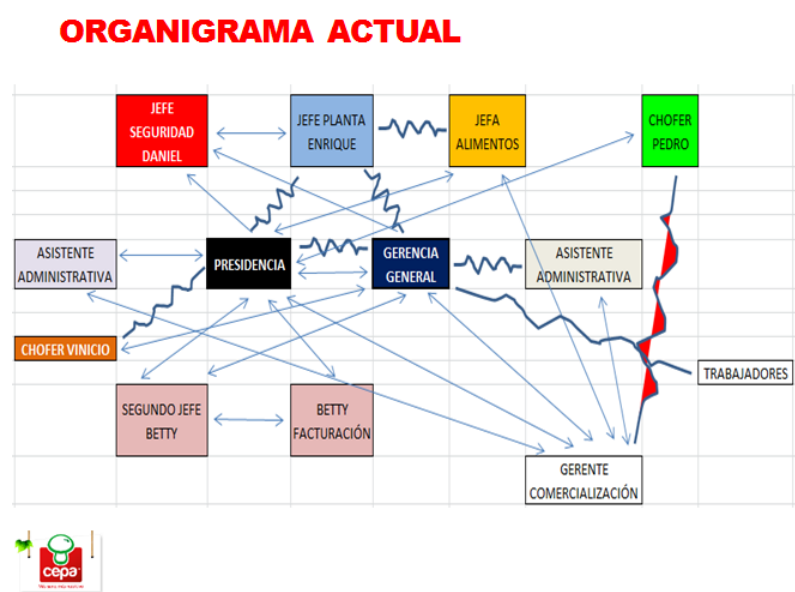 ORGANIGRAMA ACTUAL
JEFE
SEGURIDAD
DANIEL
JEFE PLANTA
ENRIQUE
JEFA
ALIMENTOS
CHOFER
PEDRO
ASISTENTE
ADMINISTRATIVA
PRESIDENCIA
GERENCIA
GENERAL
ASISTENTE
ADMINISTRATIVA
CHOFER VINICIO
TRABAJADORES
SEGUNDO JEFE
BETTY
BETTY
FACTURACIÓN
GERENTE
COMERCIALIZACIÓN
cepa